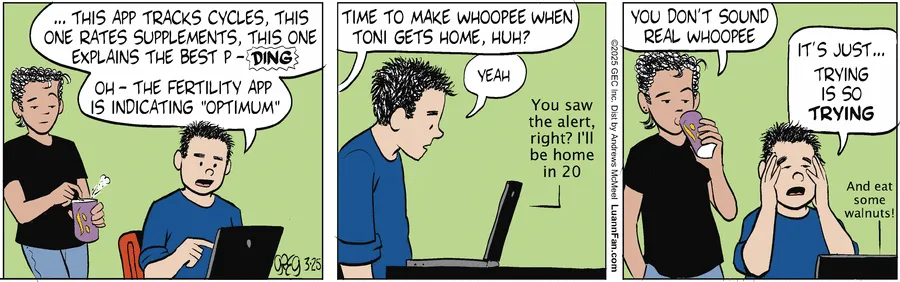 ... THIS APP TRACKS CYCLES, THIS
ONE RATES SUPPLEMENTS, THIS ONE
EXPLAINS THE BEST P – DING
OH – THE FERTILITY APP
IS INDICATING "OPTIMUM"
3-25
TIME TO MAKE WHOOPEE WHEN
TONI GETS HOME, HUH?
YEAH
You saw
the alert,
right? I'll
be home
in 20
©2025 GEC Inc. Dist. by Andrews McMeel LuannFan.com
YOU DON'T SOUND
REAL WHOOPEE
IT'S JUST...
TRYING
IS SO
TRYING
And eat
some
walnuts!